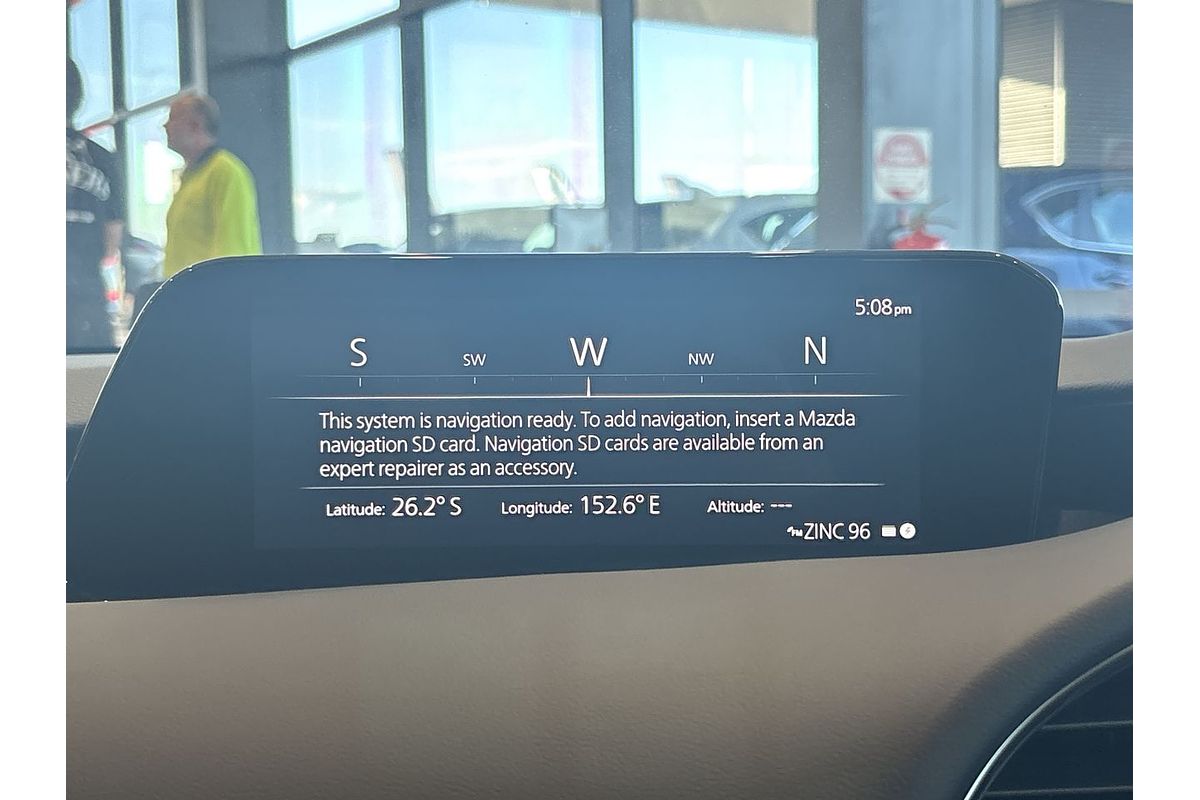 5:08pm
S SW W NW N
This system is navigation ready. To add navigation, insert a Mazda
navigation SD card. Navigation SD cards are available from an
expert repairer as an accessory.
Latitude: 26.2° S Longitude: 152.6° E Altitude: ---
FM ZINC 96